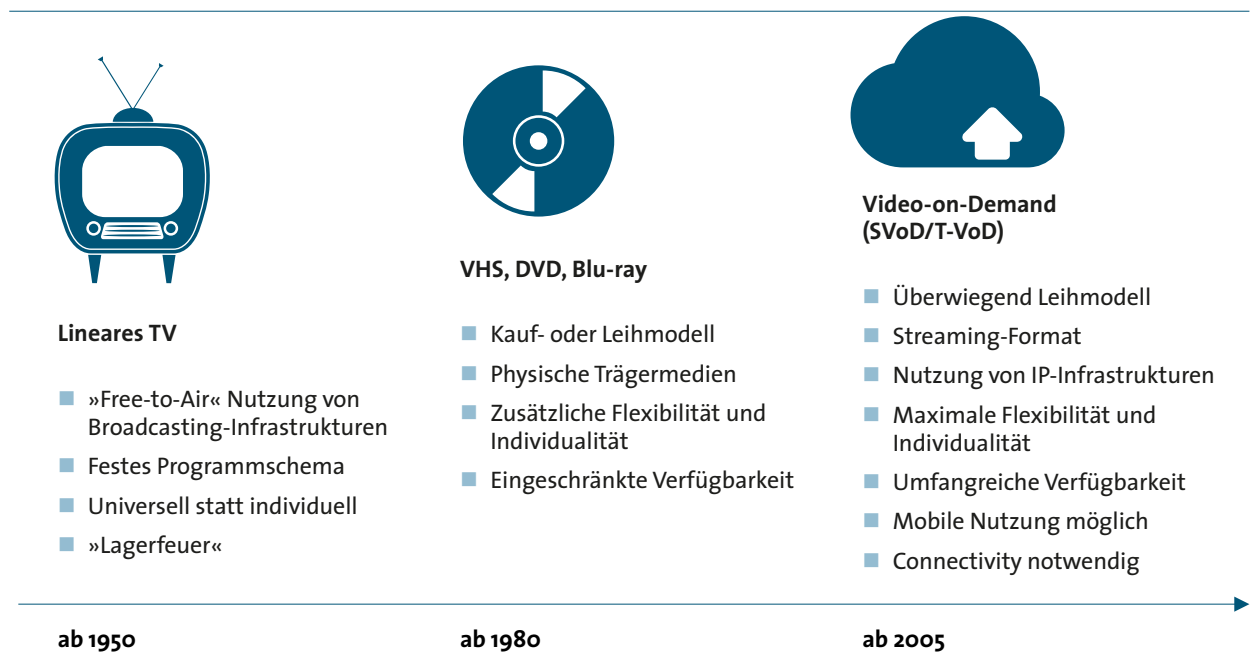 Lineares TV
»Free-to-Air« Nutzung von
Broadcasting-Infrastrukturen
Festes Programmschema
Universell statt individuell
»Lagerfeuer«
ab 1950
VHS, DVD, Blu-ray
Kauf- oder Leihmodell
Physische Trägermedien
Zusätzliche Flexibilität und
Individualität
Eingeschränkte Verfügbarkeit
ab 1980
Video-on-Demand
(SVoD/T-VoD)
Überwiegend Leihmodell
Streaming-Format
Nutzung von IP-Infrastrukturen
Maximale Flexibilität und
Individualität
Umfangreiche Verfügbarkeit
Mobile Nutzung möglich
Connectivity notwendig
ab 2005